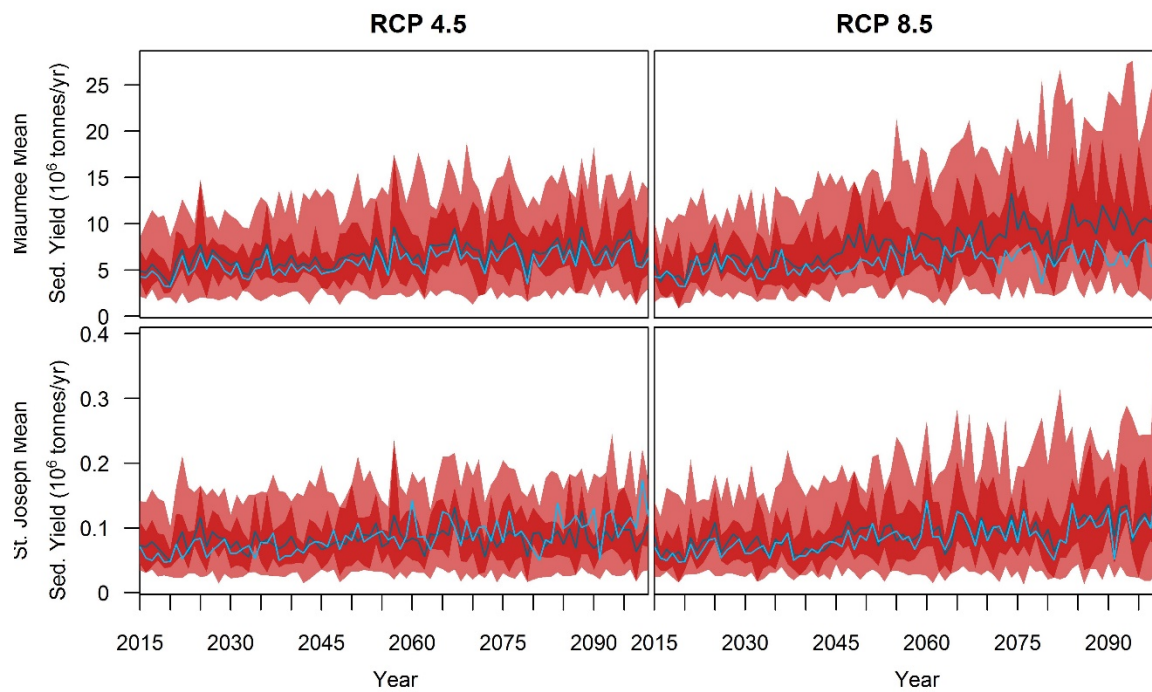 RCP 4.5
RCP 8.5
Maumee Mean
Sed. Yield (10⁶ tonnes/yr)
25
20
15
10
5
0
St. Joseph Mean
Sed. Yield (10⁶ tonnes/yr)
0.4
0.3
0.2
0.1
0
2015 2030 2045 2060 2075 2090 2015 2030 2045 2060 2075 2090
Year
Year